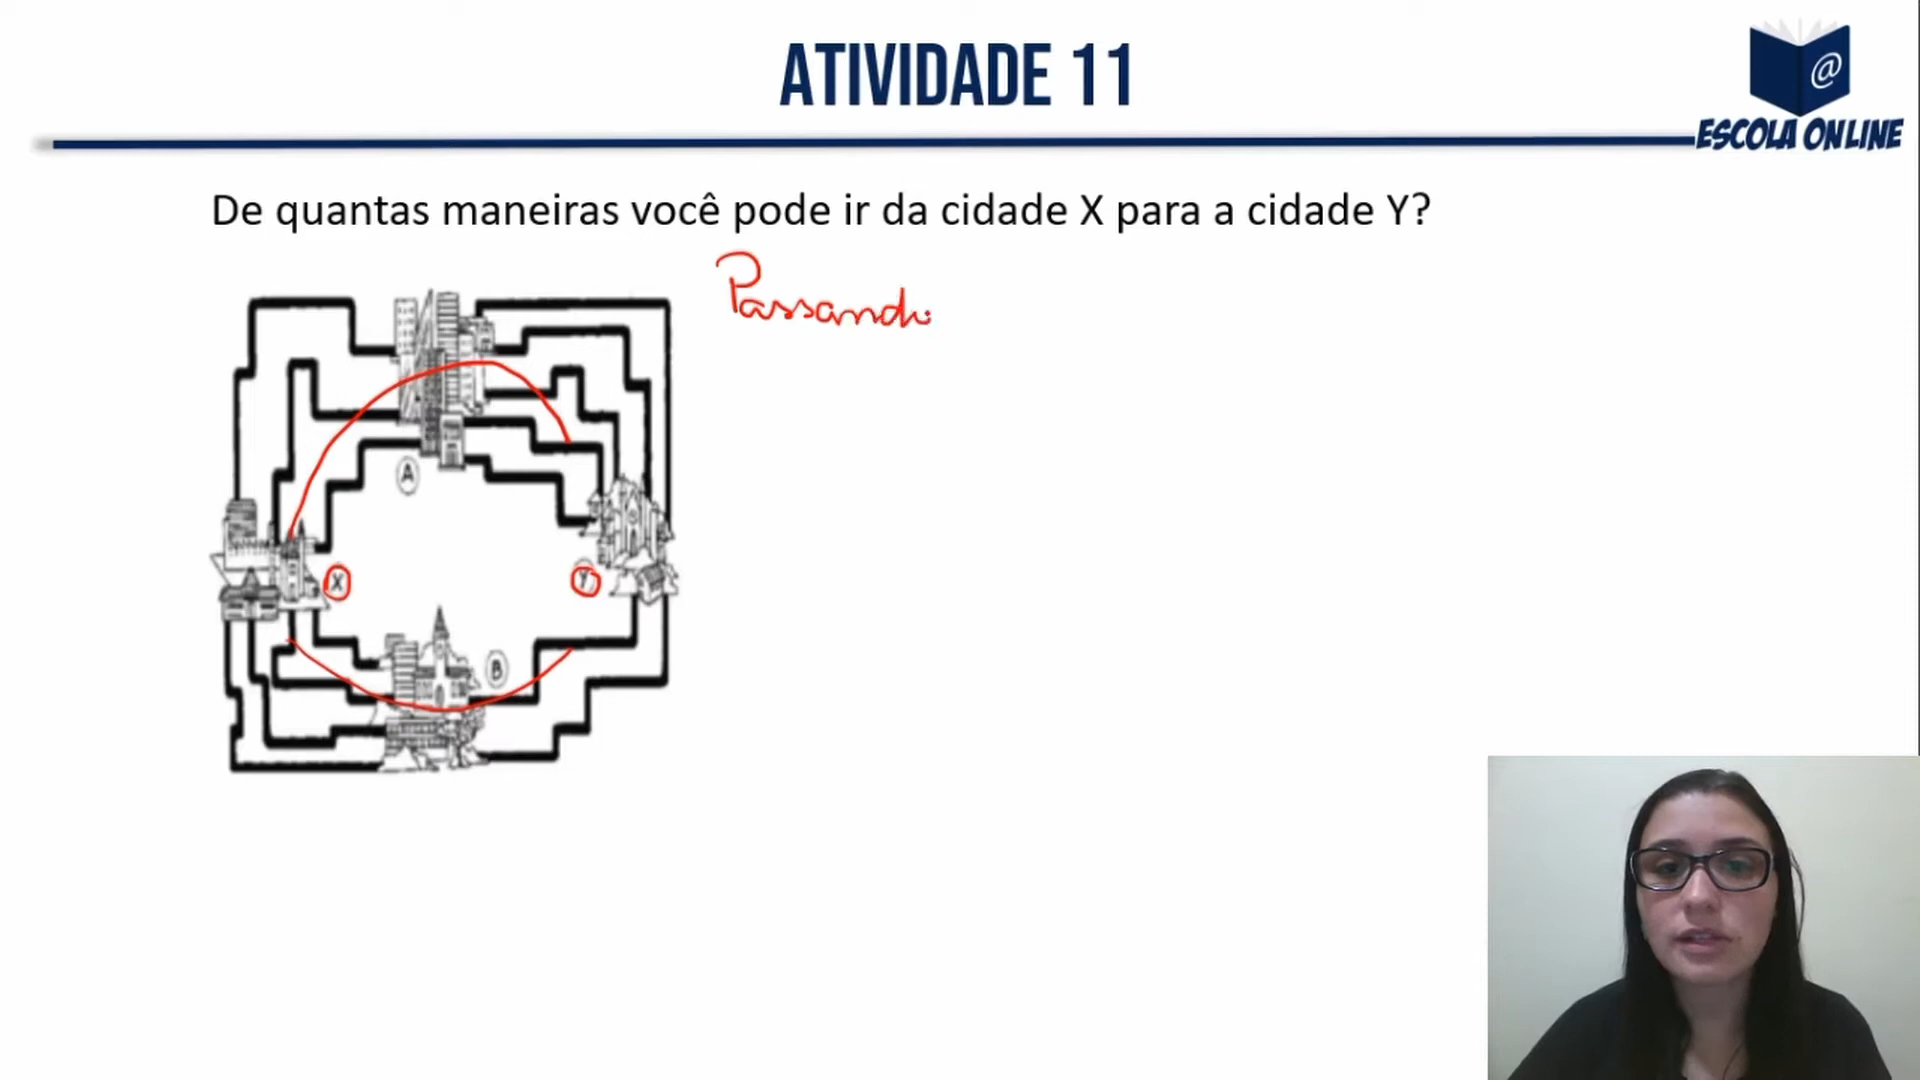 ATIVIDADE 11
@
ESCOLA ONLINE
De quantas maneiras você pode ir da cidade X para a cidade Y?
Passando
A
X
Y
B